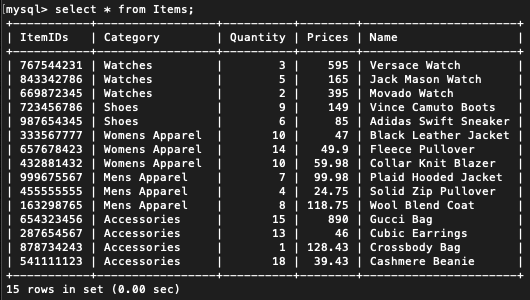 mysql> select * from Items;
+-----------+----------------+----------+--------+----------------------+
| ItemIDs   | Category       | Quantity | Prices | Name                 |
+-----------+----------------+----------+--------+----------------------+
| 767544231 | Watches        |        3 |    595 | Versace Watch        |
| 843342786 | Watches        |        5 |    165 | Jack Mason Watch     |
| 669872345 | Watches        |        2 |    395 | Movado Watch         |
| 723456786 | Shoes          |        9 |    149 | Vince Camuto Boots   |
| 987654345 | Shoes          |        6 |     85 | Adidas Swift Sneaker |
| 333567777 | Womens Apparel |       10 |     47 | Black Leather Jacket |
| 657678423 | Womens Apparel |       14 |   49.9 | Fleece Pullover      |
| 432881432 | Womens Apparel |       10 |  59.98 | Collar Knit Blazer   |
| 999675567 | Mens Apparel   |        7 |  99.98 | Plaid Hooded Jacket  |
| 455555555 | Mens Apparel   |        4 |  24.75 | Solid Zip Pullover   |
| 163298765 | Mens Apparel   |        8 | 118.75 | Wool Blend Coat      |
| 654323456 | Accessories    |       15 |    890 | Gucci Bag            |
| 287654567 | Accessories    |       13 |     46 | Cubic Earrings       |
| 878734243 | Accessories    |        1 | 128.43 | Crossbody Bag        |
| 541111123 | Accessories    |       18 |  39.43 | Cashmere Beanie      |
+-----------+----------------+----------+--------+----------------------+
15 rows in set (0.00 sec)